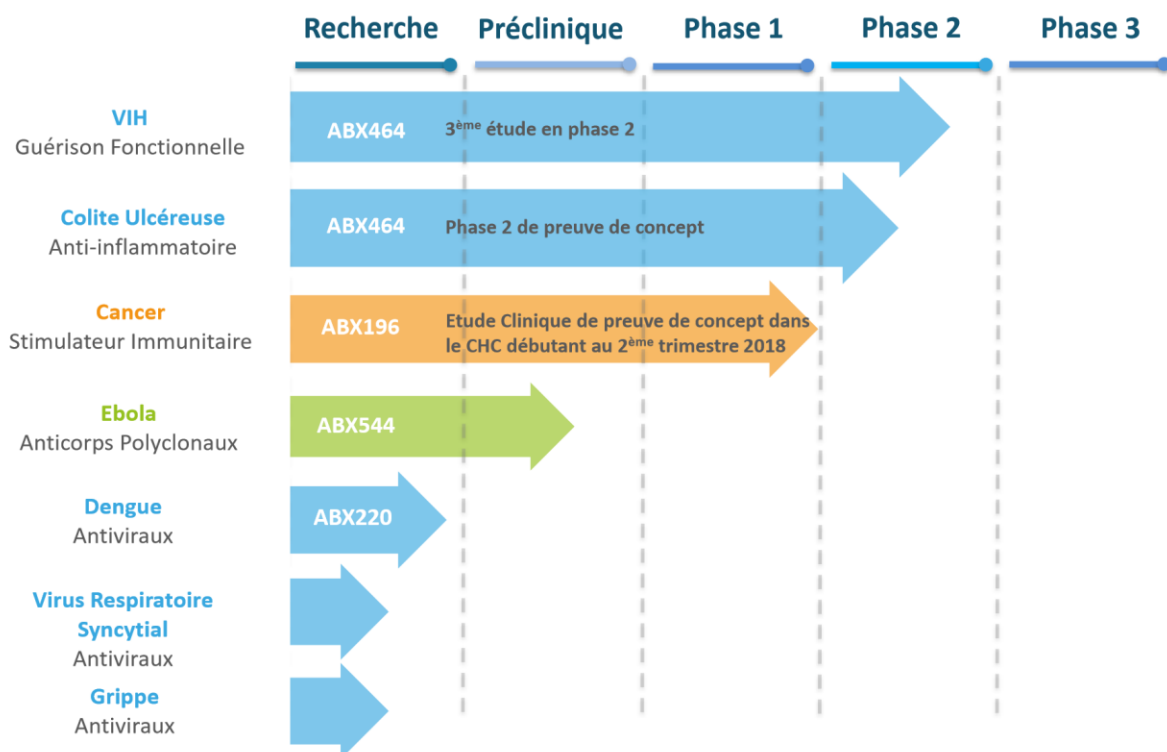 Recherche Préclinique Phase 1 Phase 2 Phase 3
VIH
Guérison Fonctionnelle
ABX464
3ème étude en phase 2
Colite Ulcéreuse
Anti-inflammatoire
ABX464
Phase 2 de preuve de concept
Cancer
Stimulateur Immunitaire
ABX196
Etude Clinique de preuve de concept dans
le CHC débutant au 2ème trimestre 2018
Ebola
Anticorps Polyclonaux
ABX544
Dengue
Antiviraux
ABX220
Virus Respiratoire
Syncytial
Antiviraux
Grippe
Antiviraux